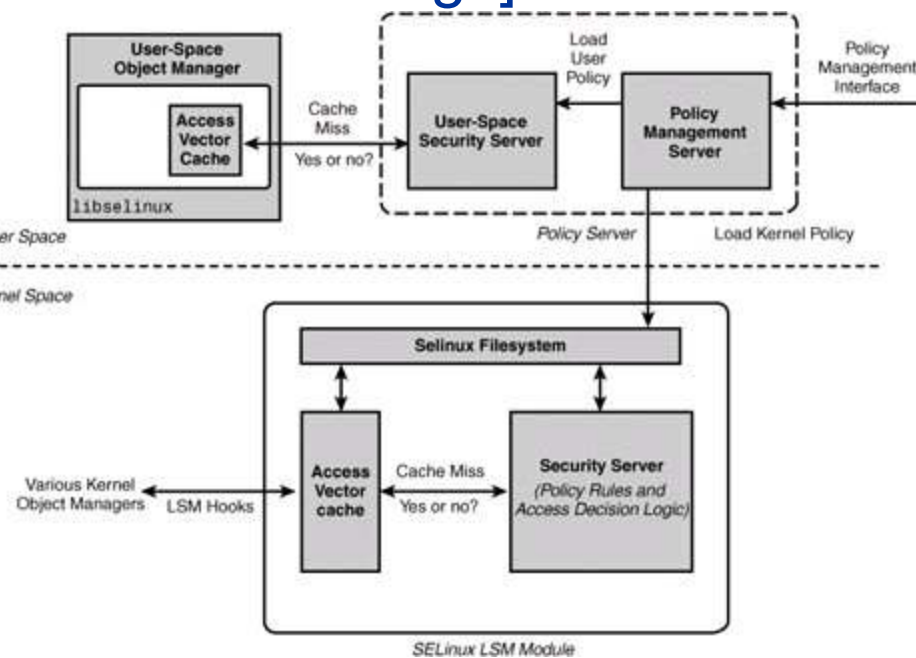 User-Space
Object Manager
Access
Vector
Cache
libselinux
Cache
Miss
Yes or no?
User-Space
Security Server
Load
User
Policy
Policy
Management
Server
Policy
Management
Interface
er Space
Policy Server
Load Kernel Policy
nel Space
Selinux Filesystem
Various Kernel
Object Managers
LSM Hooks
Access
Vector
cache
Cache Miss
Yes or no?
Security Server
(Policy Rules and
Access Decision Logic)
SELinux LSM Module